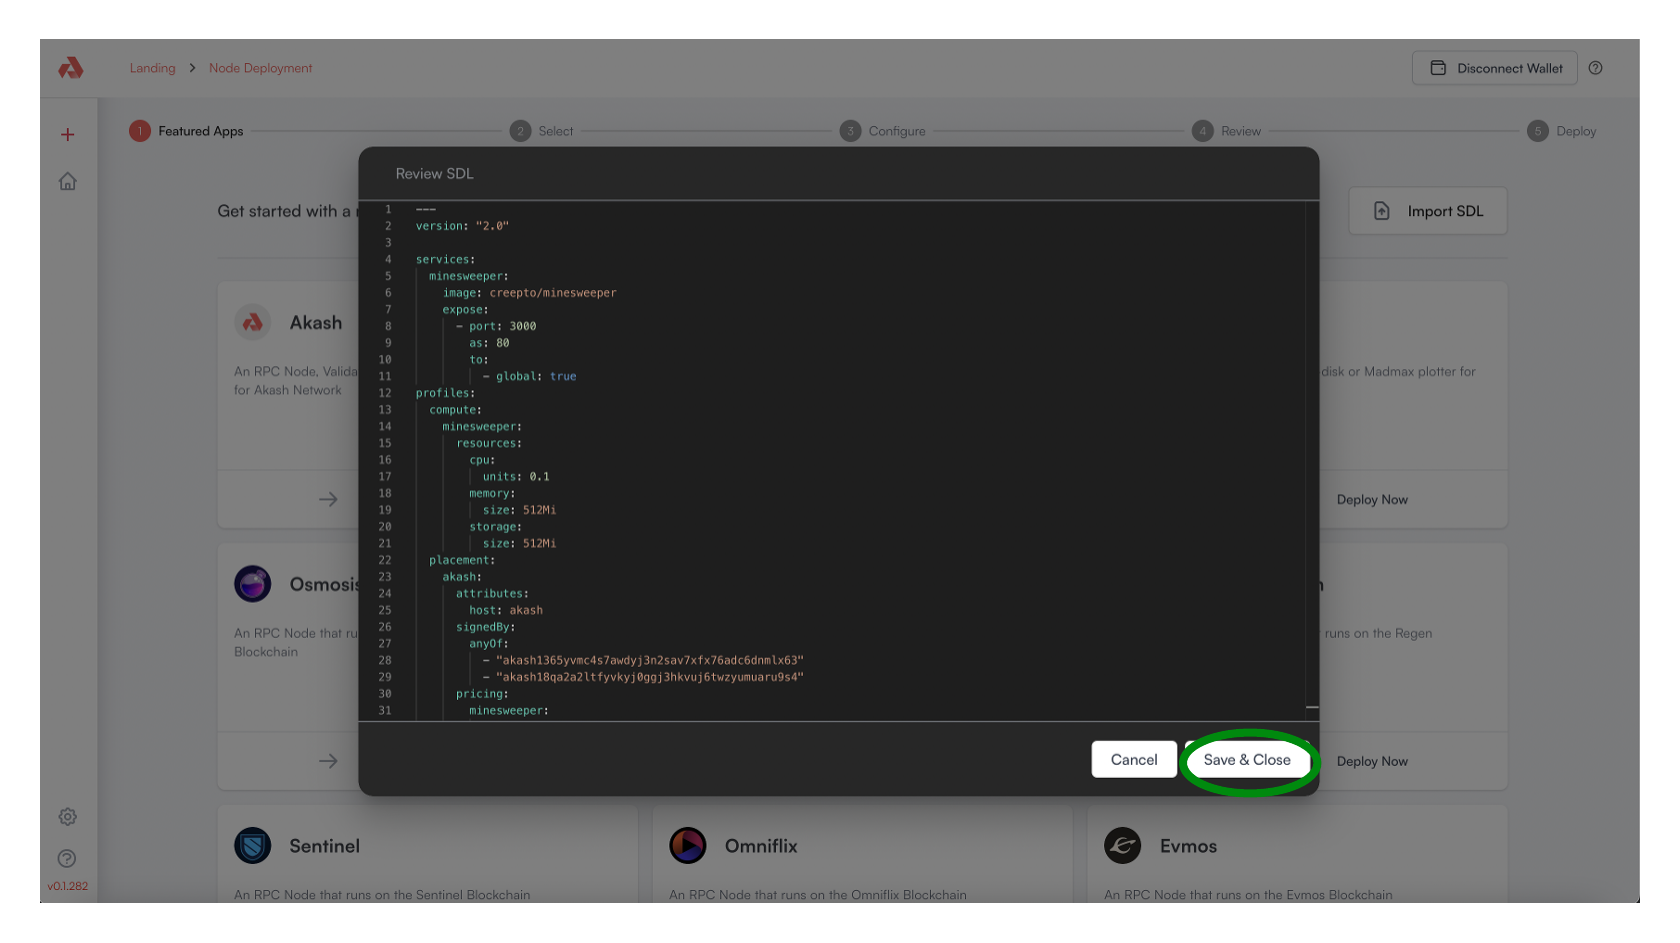 Landing > Node Deployment
Disconnect Wallet
1 Featured Apps
2 Select
3 Configure
4 Review
5 Deploy
Review SDL
Get started with a
Import SDL
1 ---
2 version: "2.0"
3
4 services:
5 minesweeper:
6 image: creepto/minesweeper
7 expose:
8 - port: 3000
9 as: 80
10 to:
11 - global: true
12 profiles:
13 compute:
14 minesweeper:
15 resources:
16 cpu:
17 units: 0.1
18 memory:
19 size: 512Mi
20 storage:
21 size: 512Mi
22 placement:
23 akash:
24 attributes:
25 host: akash
26 signedBy:
27 anyOf:
28 - "akash1365yvmc4s7awdyj3n2sav7xfx76adc6dnmlx63"
29 - "akash18qa2a2ltfyvkyj0ggj3hkvuj6twzyumuaru9s4"
30 pricing:
31 minesweeper:
Cancel
Save & Close
Akash
An RPC Node, Valida
for Akash Network
disk or Madmax plotter for
Deploy Now
Osmosis
An RPC Node that ru
Blockchain
runs on the Regen
Deploy Now
Sentinel
An RPC Node that runs on the Sentinel Blockchain
Omniflix
An RPC Node that runs on the Omniflix Blockchain
Evmos
An RPC Node that runs on the Evmos Blockchain
v0.1.282